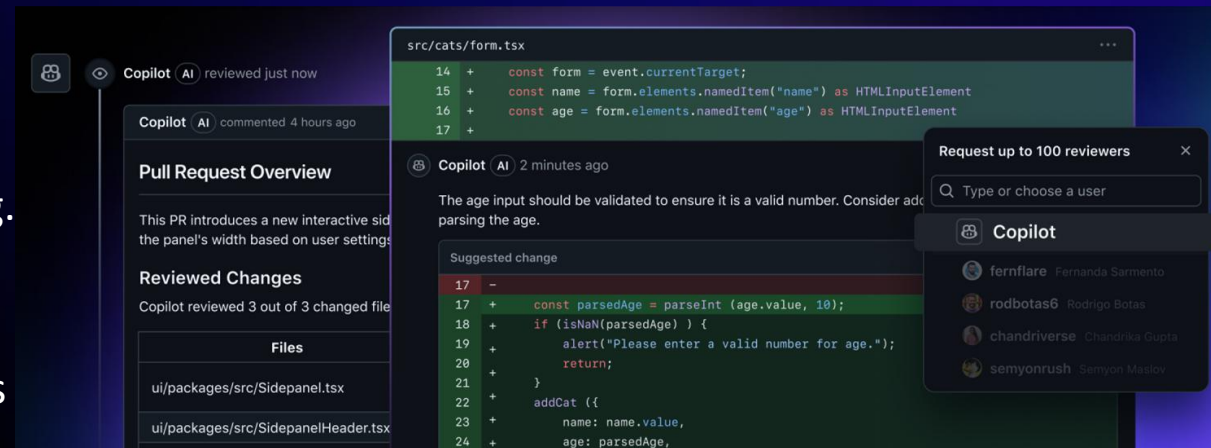 Copilot AI reviewed just now
Copilot AI commented 4 hours ago
Pull Request Overview
This PR introduces a new interactive
the panel's width based on user
Reviewed Changes
Copilot reviewed 3 out of 3 changed
Files
ui/packages/src/Sidepanel.tsx
ui/packages/src/SidepanelHeader.tsx
src/cats/form.tsx
14 + const form = event.currentTarget;
15 + const name = form.elements.namedItem("name") as HTMLInputElement
16 + const age = form.elements.namedItem("age") as HTMLInputElement
17 +
Copilot AI 2 minutes ago
The age input should be validated to ensure it is a valid number. Consider
parsing the age.
Suggested change
17 -
17 + const parsedAge = parseInt (age.value, 10);
18 + if (isNaN(parsedAge) ) {
19 + alert("Please enter a valid number for age.");
20 + return;
21 + }
22 + addCat ({
23 + name: name.value,
24 + age: parsedAge,
Request up to 100 reviewers
Type or choose a user
Copilot
fernflare Fernanda Sarmento
rodbotas6 Rodrigo Botas
chandriverse Chandrika Gupta
semyonrush Semyon Maslov